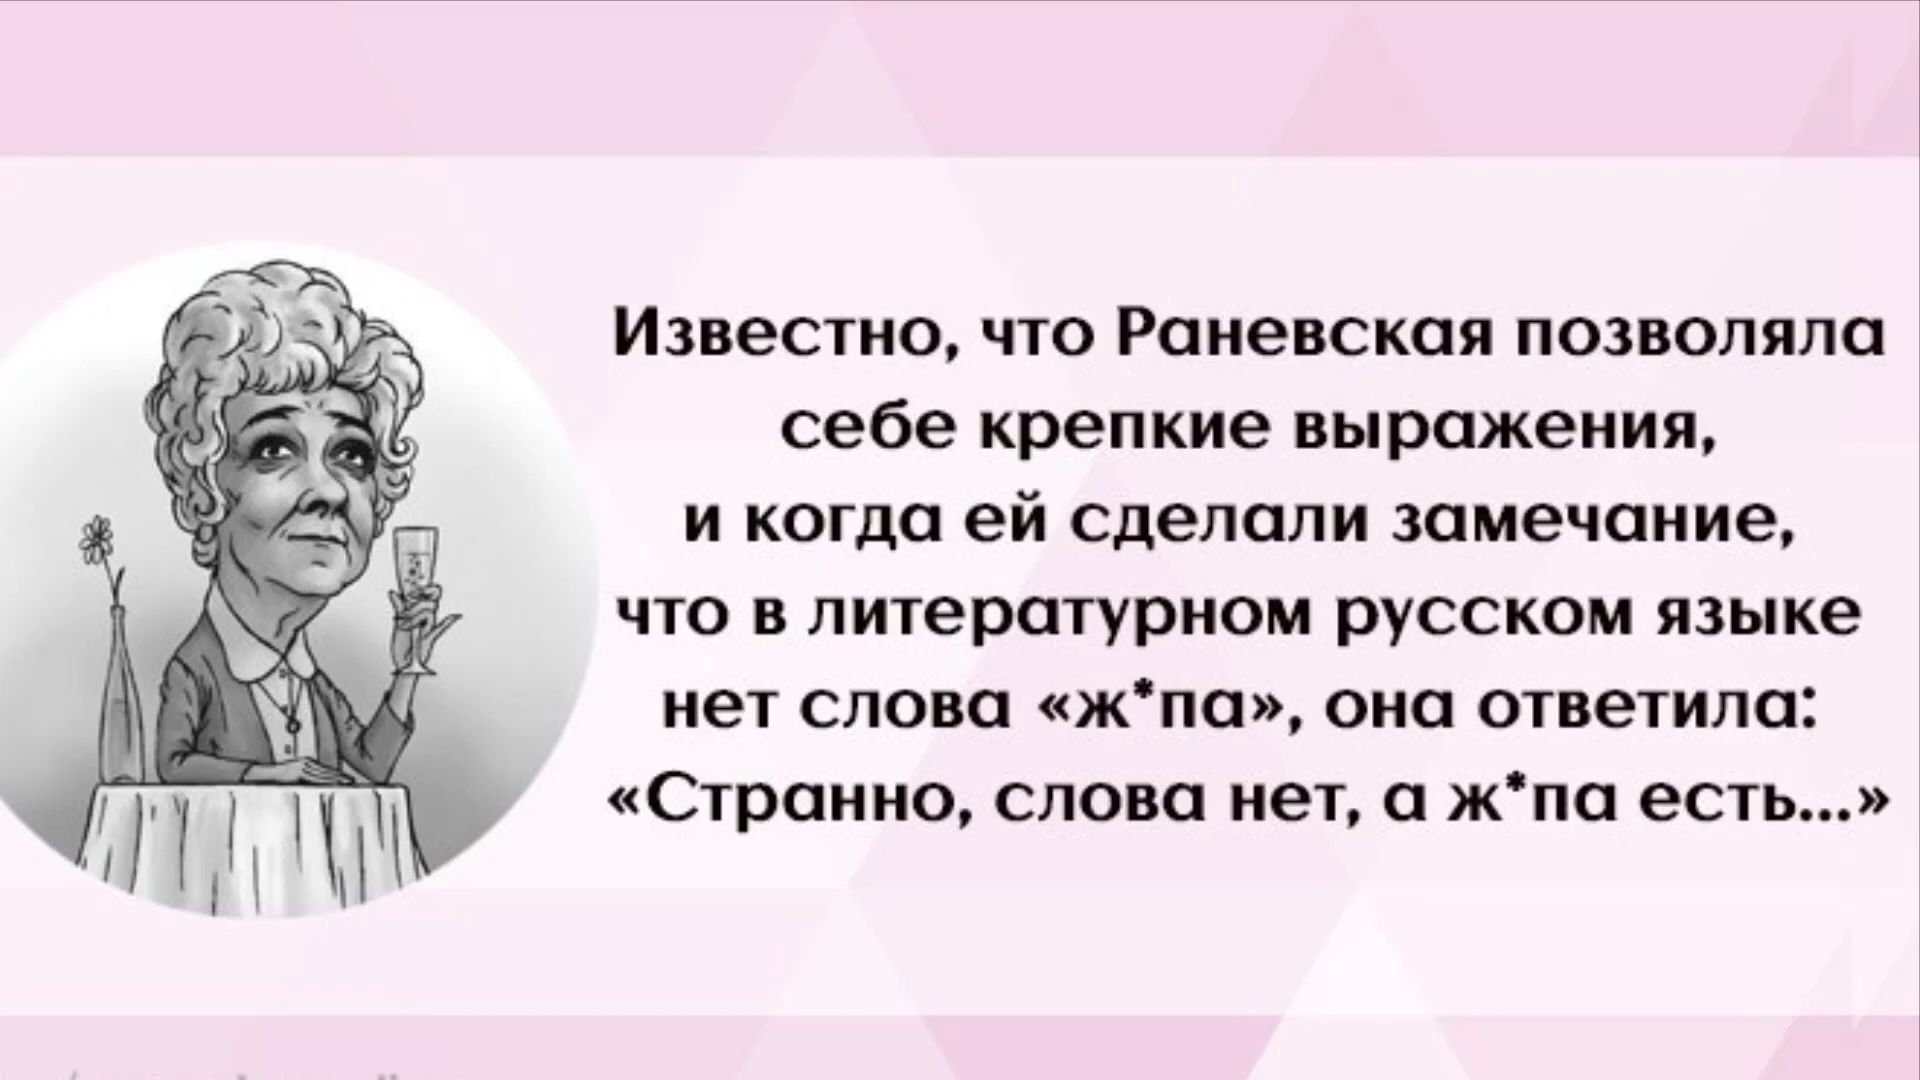 Известно, что Раневская позволяла
себе крепкие выражения,
и когда ей сделали замечание,
что в литературном русском языке
нет слова «ж*па», она ответила:
«Странно, слова нет, а ж*па есть...»